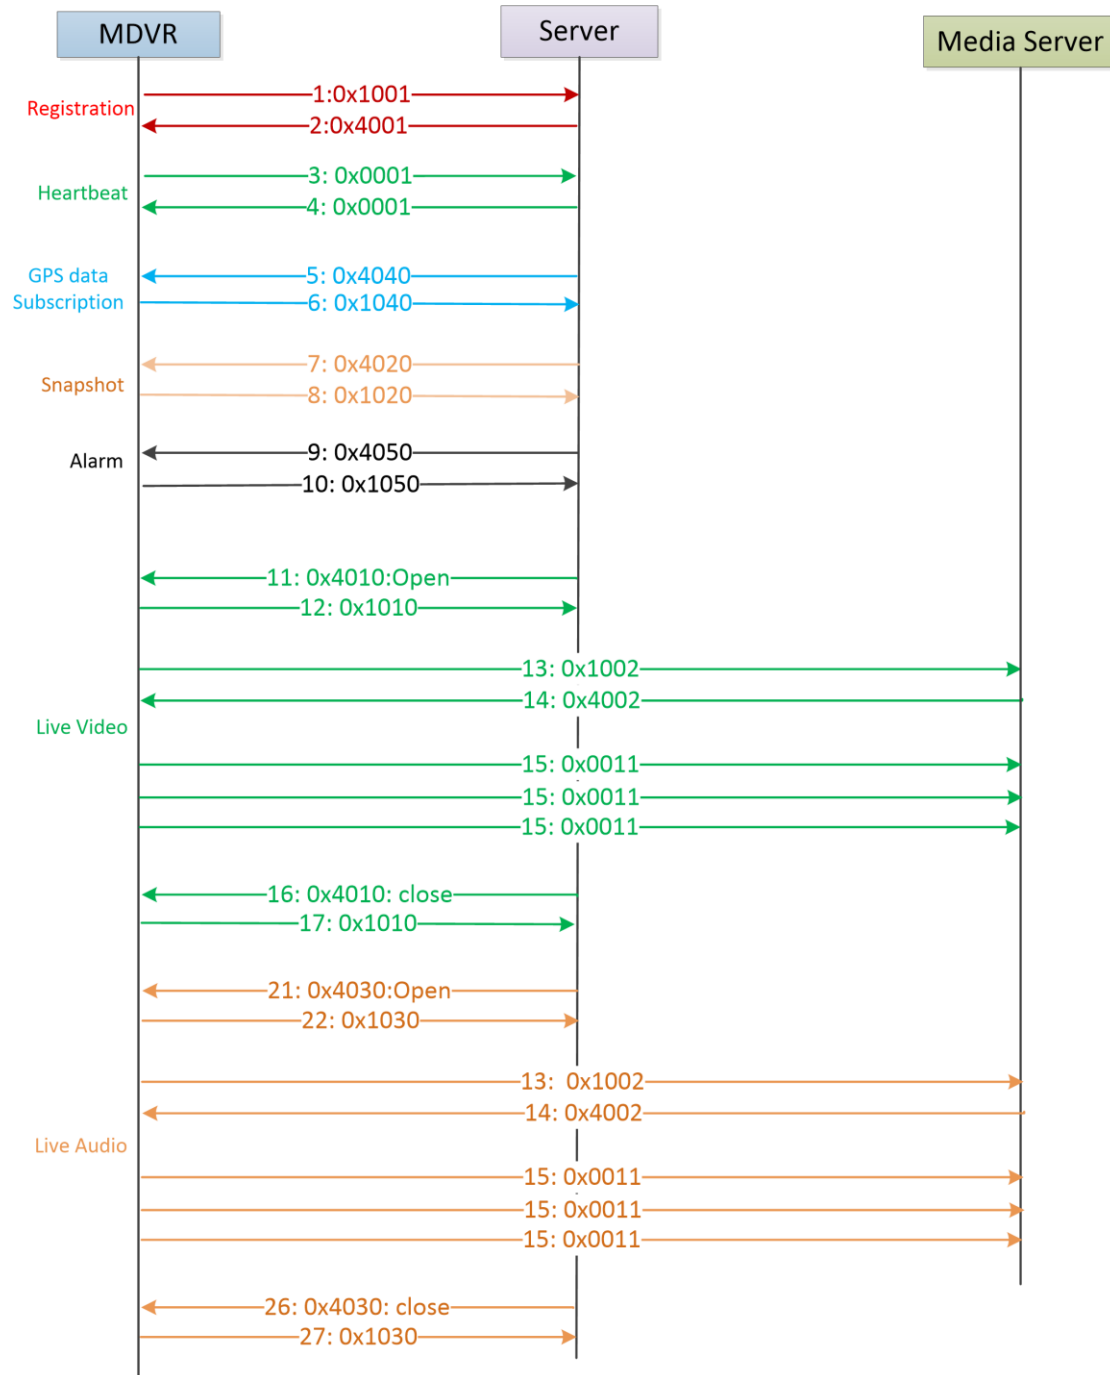 MDVR
Server
Media Server
Registration
1:0x1001
2:0x4001
Heartbeat
3: 0x0001
4: 0x0001
GPS data
Subscription
5: 0x4040
6: 0x1040
Snapshot
7: 0x4020
8: 0x1020
Alarm
9: 0x4050
10: 0x1050
11: 0x4010:Open
12: 0x1010
13: 0x1002
14: 0x4002
Live Video
15: 0x0011
15: 0x0011
15: 0x0011
16: 0x4010: close
17: 0x1010
21: 0x4030:Open
22: 0x1030
13:  0x1002
14: 0x4002
Live Audio
15: 0x0011
15: 0x0011
15: 0x0011
26: 0x4030: close
27: 0x1030